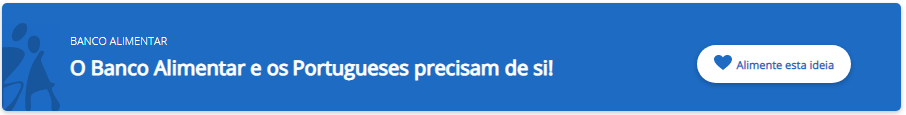 BANCO ALIMENTAR
O Banco Alimentar e os Portugueses precisam de si!
Alimente esta ideia